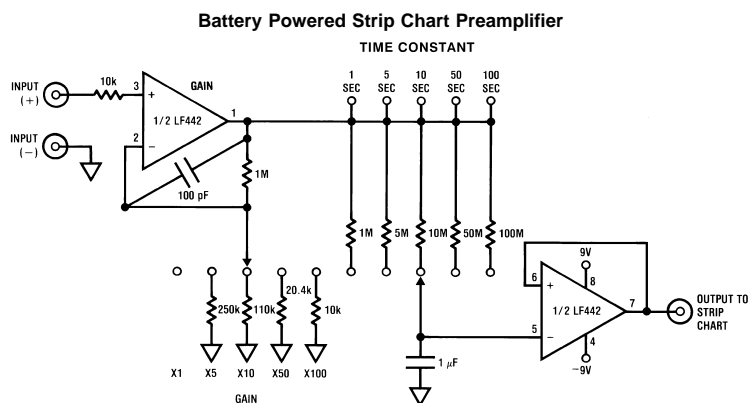 Battery Powered Strip Chart Preamplifier
TIME CONSTANT
1 SEC
5 SEC
10 SEC
50 SEC
100 SEC
INPUT
(+)
10k
3
+
GAIN
1
1/2 LF442
INPUT
(−)
2
−
100 pF
1M
1M
5M
10M
50M
100M
250k
110k
20.4k
10k
X1
X5
X10
X50
X100
GAIN
9V
8
6
+
1/2 LF442
7
OUTPUT TO
STRIP
CHART
5
−
4
−9V
1 μF